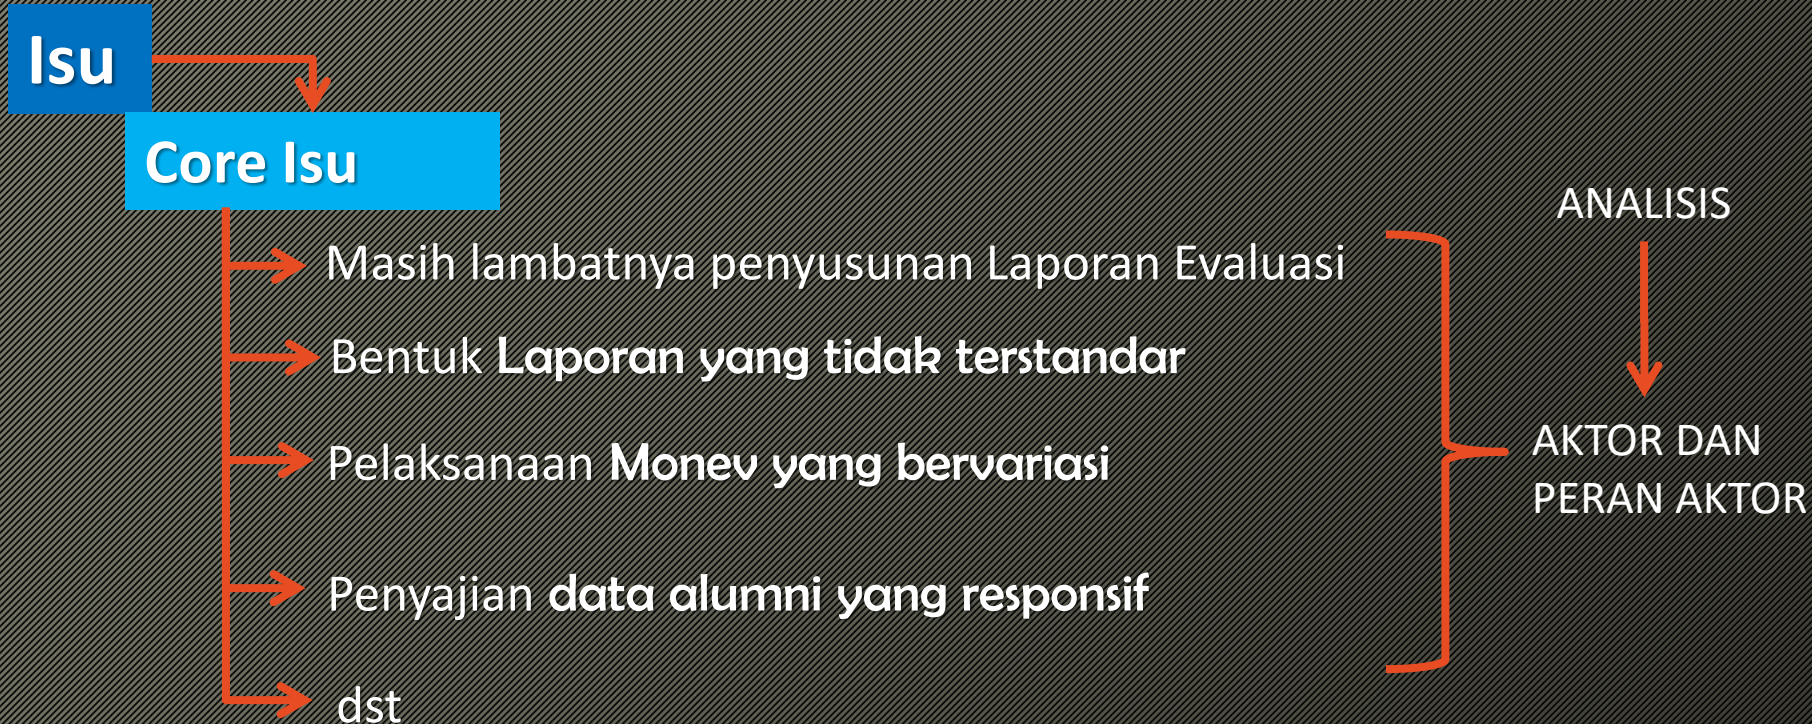 Isu
Core Isu
Masih lambatnya penyusunan Laporan Evaluasi
Bentuk Laporan yang tidak terstandar
Pelaksanaan Monev yang bervariasi
Penyajian data alumni yang responsif
dst
ANALISIS
AKTOR DAN
PERAN AKTOR